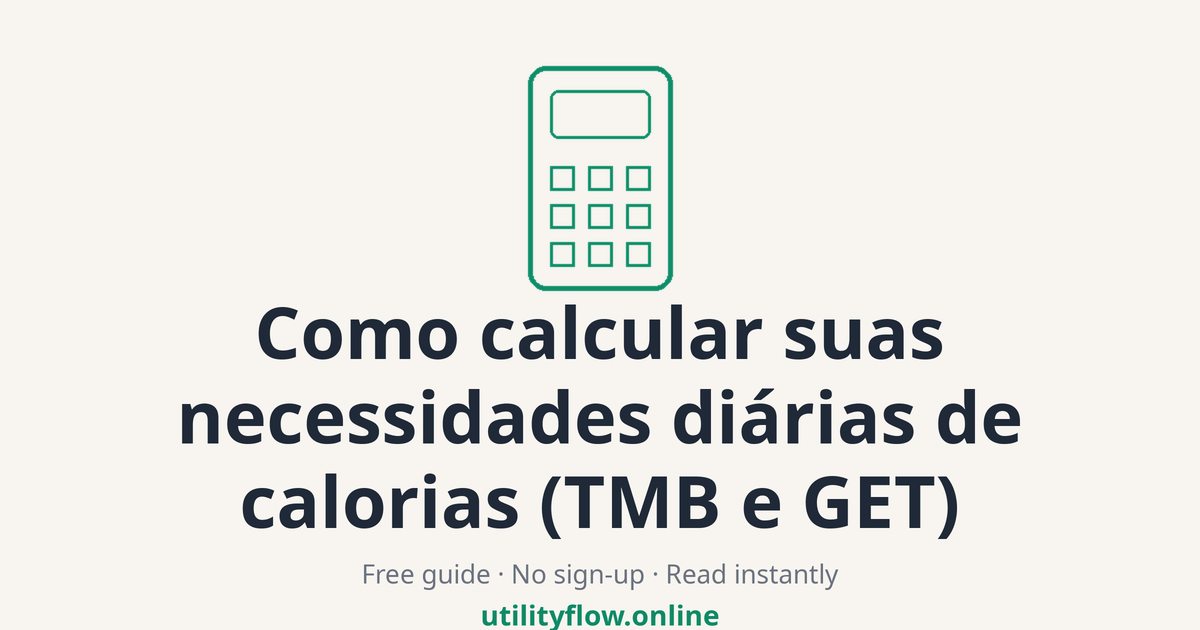 Como calcular suas
necessidades diárias de
calorias (TMB e GET)
Free guide · No sign-up · Read instantly
utilityflow.online